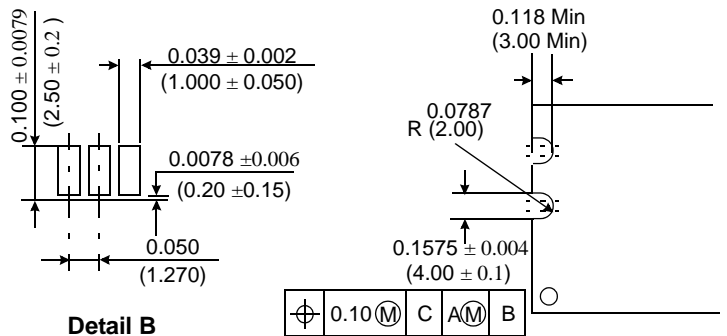 0.100 ± 0.0079
(2.50 ± 0.2 )
0.039 ± 0.002
(1.000 ± 0.050)
0.0078 ±0.006
(0.20 ±0.15)
0.050
(1.270)
Detail B
0.118 Min
(3.00 Min)
0.0787
R (2.00)
0.1575 ± 0.004
(4.00 ± 0.1)
⌖ 0.10Ⓜ C AⓂ B